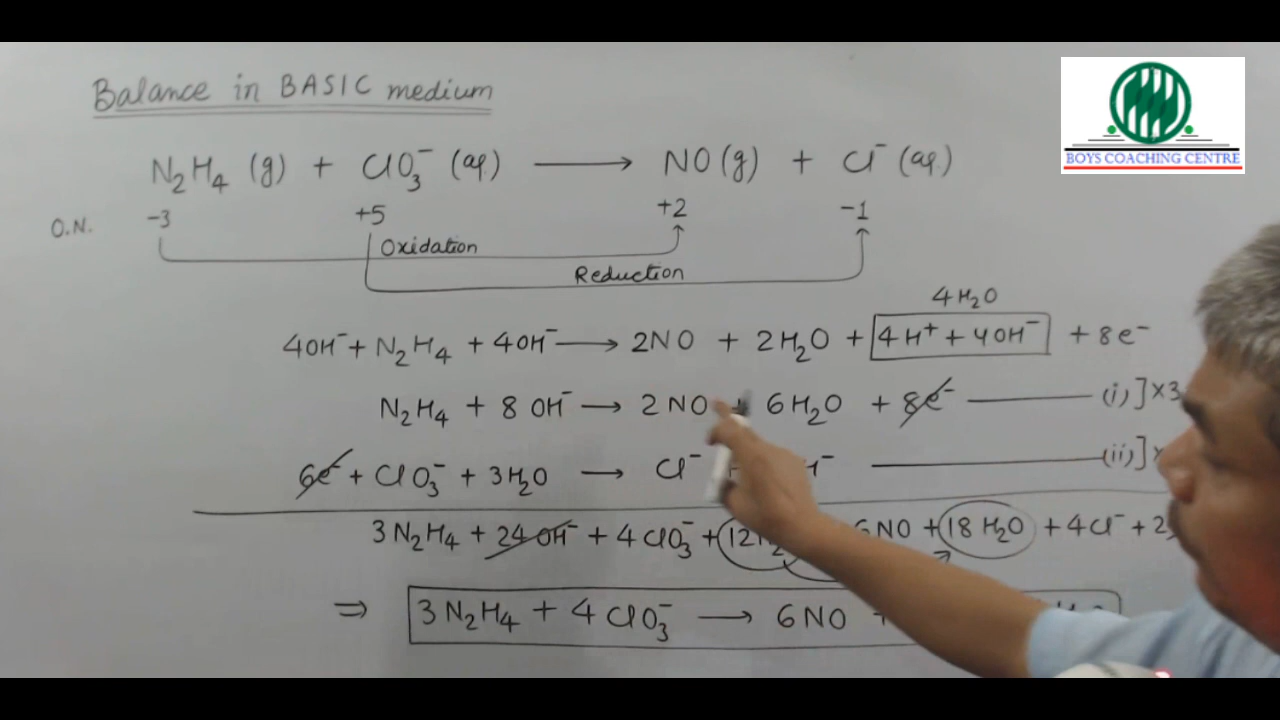 Balance in BASIC medium
BOYS COACHING CENTRE
N₂H₄ (g) + ClO₃⁻ (aq) ⟶ NO (g) + Cl⁻ (aq)
O.N. -3 +5 +2 -1
Oxidation
Reduction
4H₂O
4OH⁻ + N₂H₄ + 4OH⁻ ⟶ 2NO + 2H₂O + 4H⁺ + 4OH⁻ + 8e⁻
N₂H₄ + 8OH⁻ ⟶ 2NO + 6H₂O + 8e⁻ (i)]×3
6e⁻ + ClO₃⁻ + 3H₂O ⟶ Cl⁻ + (ii)]×
3N₂H₄ + 24OH⁻ + 4ClO₃⁻ + 12H₂ 6NO + 18H₂O + 4Cl⁻ + 2
⇒ 3N₂H₄ + 4ClO₃⁻ ⟶ 6NO +